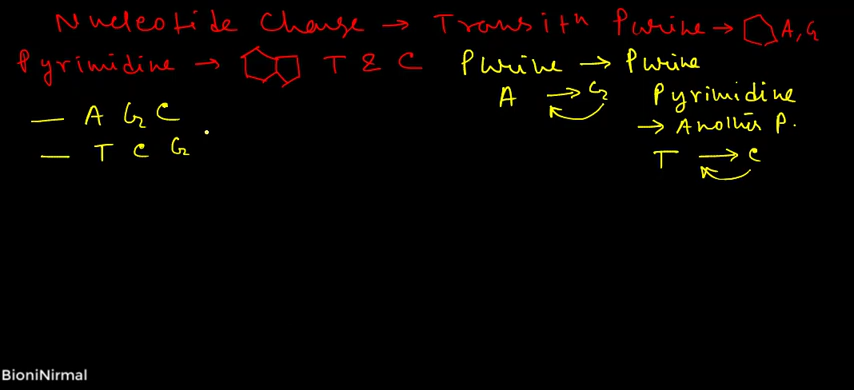 Nucleotide Change → Transitn Purine → A, G
Pyrimidine → T & C
Purine → Purine
A → G
Pyrimidine
→ Another P.
T → C
— A G C
— T C G
BioniNirmal